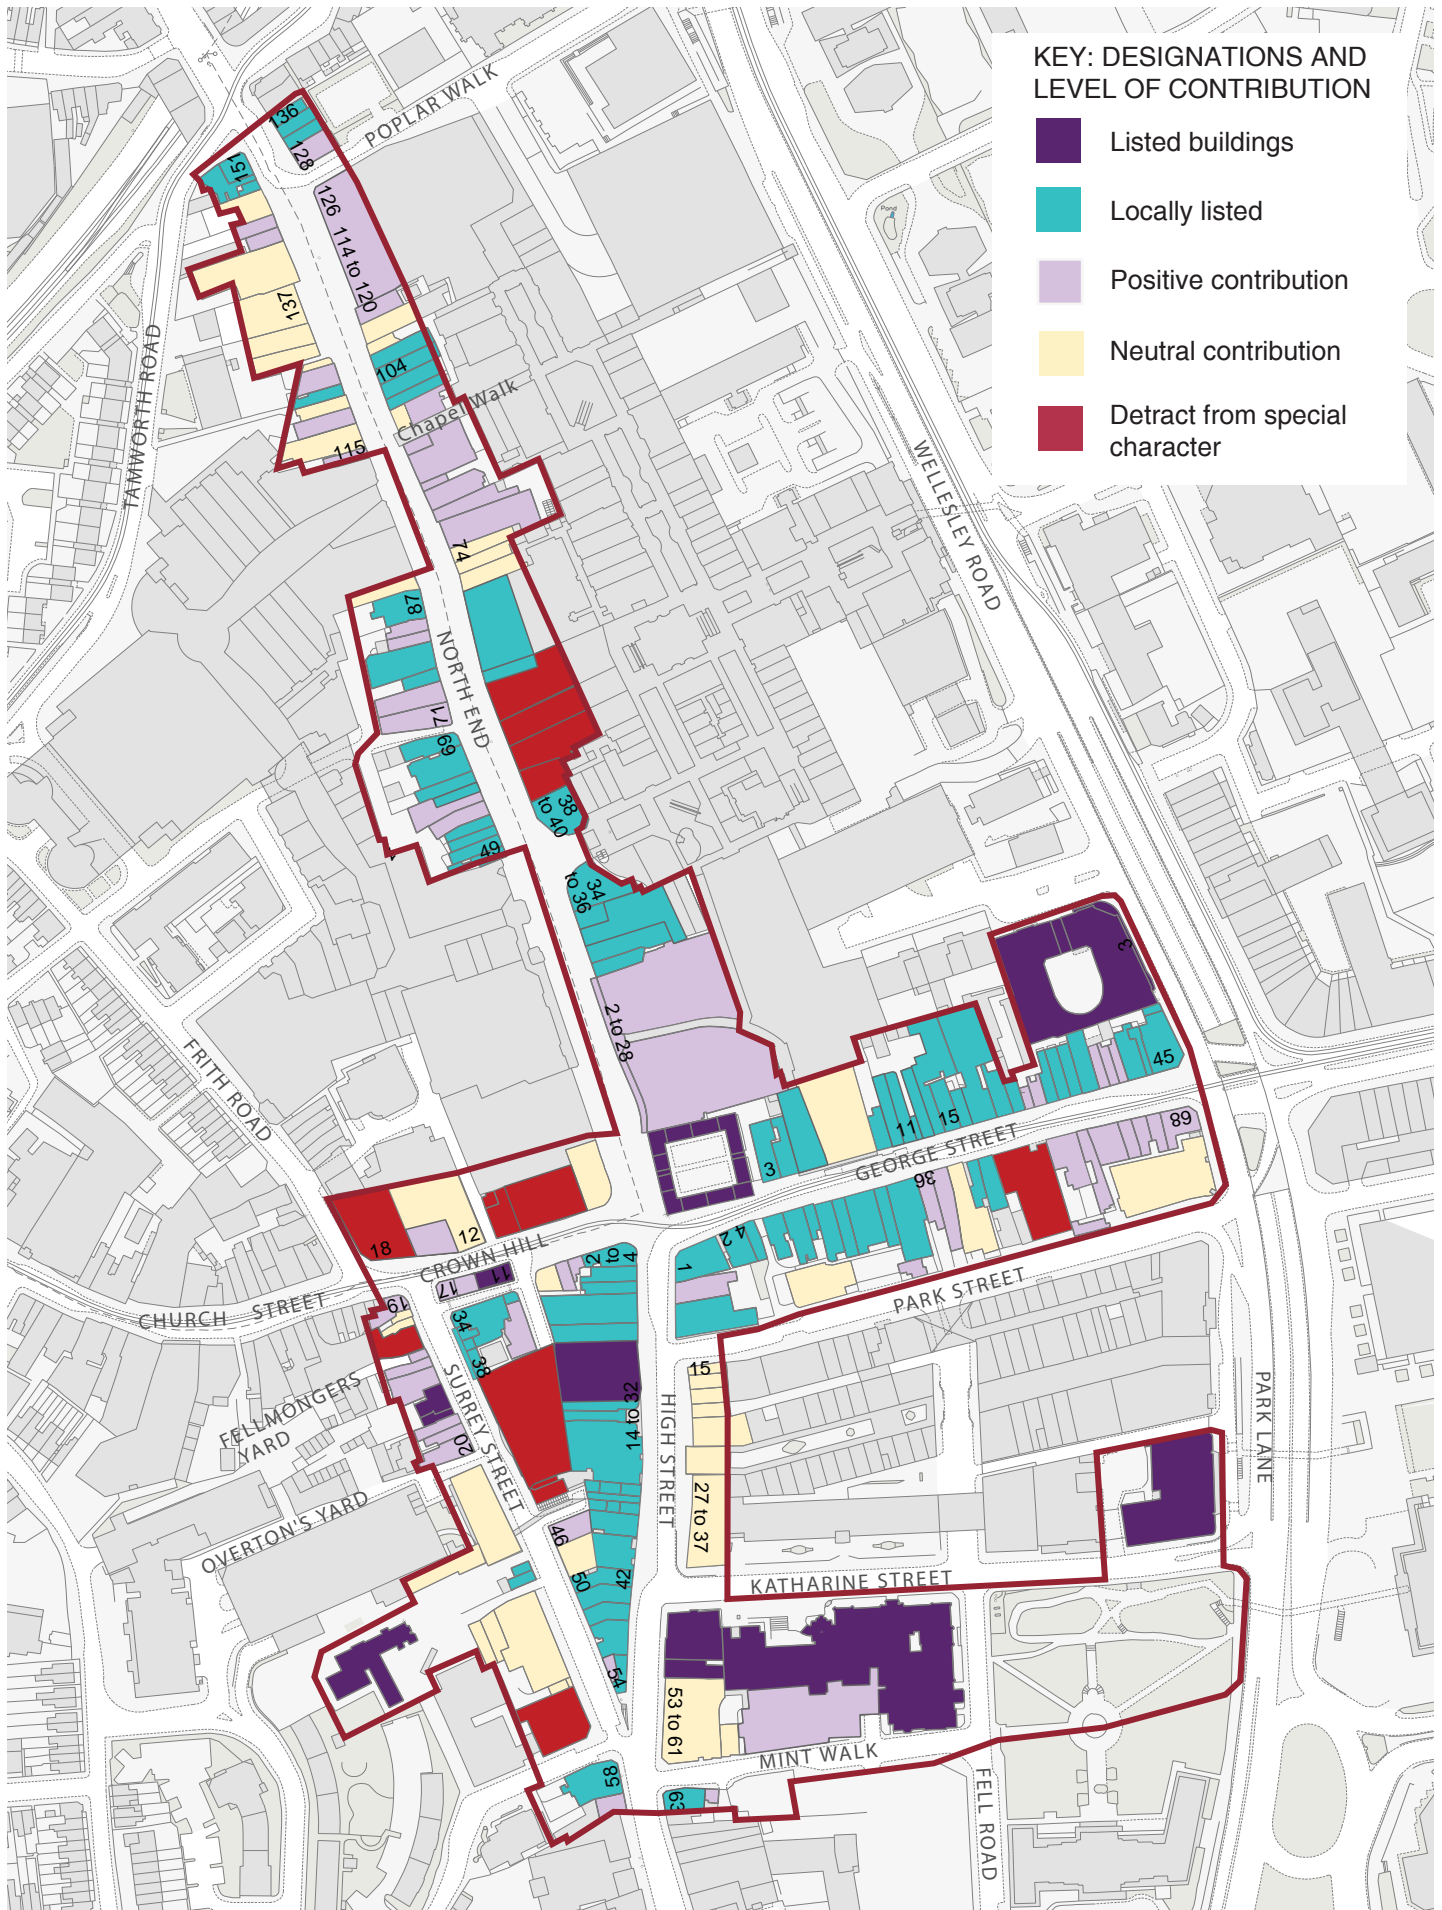 KEY: DESIGNATIONS AND
LEVEL OF CONTRIBUTION
Listed buildings
Locally listed
Positive contribution
Neutral contribution
Detract from special
character
POPLAR WALK
136
128
151
126
114 to 120
137
104
Chapel Walk
115
TAMWORTH ROAD
Pond
WELLESLEY ROAD
74
87
NORTH END
71
69
38
to 40
49
34
to 36
2 to 28
3
45
15
11
GEORGE STREET
3
68
36
FRITH ROAD
18
12
CROWN HILL
11
17
2
to
4
4 2
1
PARK STREET
CHURCH STREET
19
34
38
15
SURREY STREET
FELLMONGERS
YARD
20
14 to 32
HIGH STREET
27 to 37
PARK LANE
OVERTON'S YARD
46
50
42
KATHARINE STREET
54
53 to 61
MINT WALK
58
63
FELL ROAD